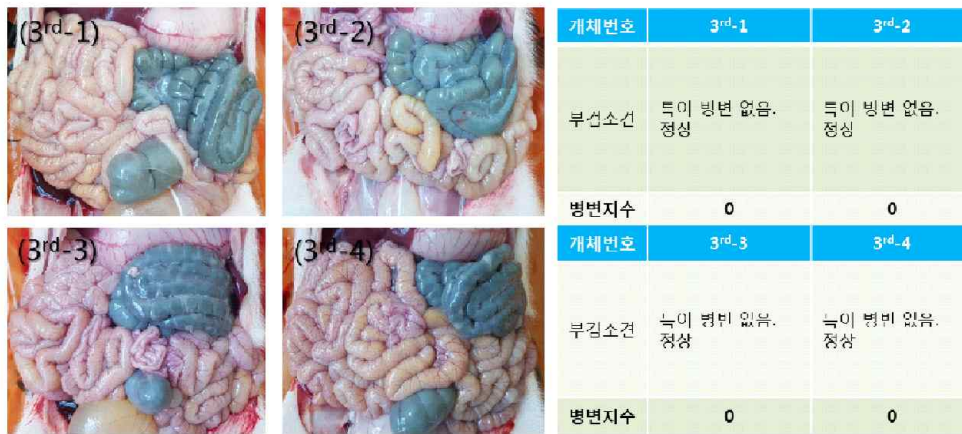 (3rd-1)
(3rd-2)
개체번호 3rd-1 3rd-2
부검소견 특이 병변 없음. 특이 병변 없음.
정상 정상
병변지수 0 0
(3rd-3)
(3rd-4)
개체번호 3rd-3 3rd-4
부검소견 특이 병변 없음. 특이 병변 없음.
정상 정상
병변지수 0 0